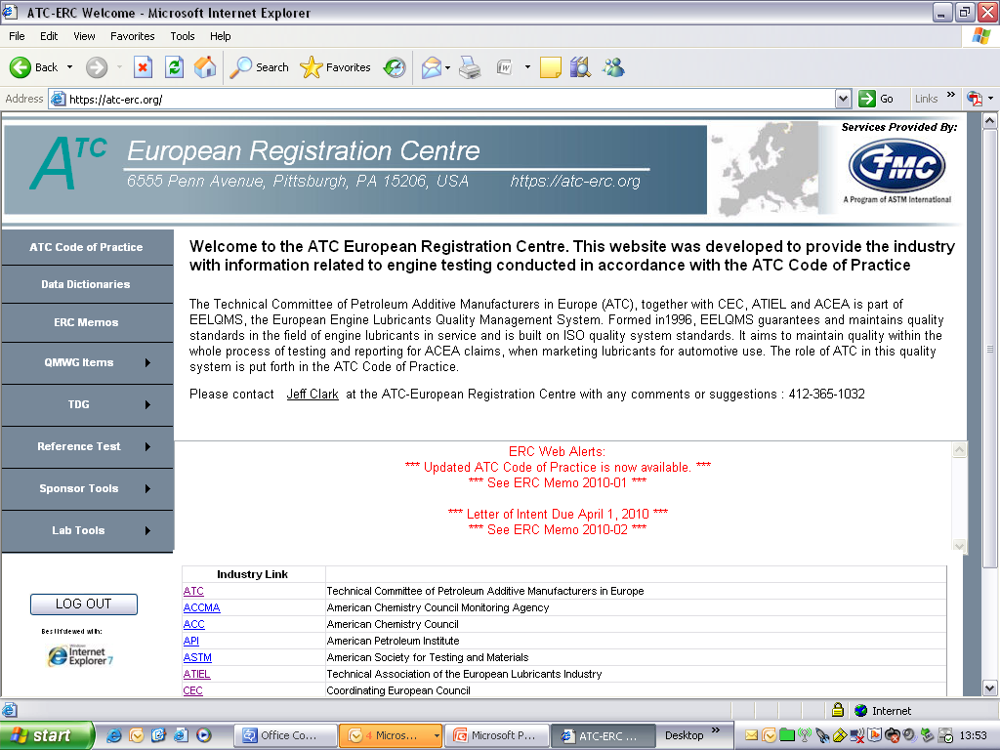 ATC-ERC Welcome - Microsoft Internet Explorer
File Edit View Favorites Tools Help
Back Search Favorites
Address https://atc-erc.org/ Go Links »
ATC
European Registration Centre
6555 Penn Avenue, Pittsburgh, PA 15206, USA https://atc-erc.org
Services Provided By:
TMC
A Program of ASTM International
ATC Code of Practice
Data Dictionaries
ERC Memos
QMWG Items
TDG
Reference Test
Sponsor Tools
Lab Tools
LOG OUT
Best if viewed with:
Windows
Internet
Explorer 7
Welcome to the ATC European Registration Centre. This website was developed to provide the industry
with information related to engine testing conducted in accordance with the ATC Code of Practice
The Technical Committee of Petroleum Additive Manufacturers in Europe (ATC), together with CEC, ATIEL and ACEA is part of
EELQMS, the European Engine Lubricants Quality Management System. Formed in1996, EELQMS guarantees and maintains quality
standards in the field of engine lubricants in service and is built on ISO quality system standards. It aims to maintain quality within the
whole process of testing and reporting for ACEA claims, when marketing lubricants for automotive use. The role of ATC in this quality
system is put forth in the ATC Code of Practice.
Please contact Jeff Clark at the ATC-European Registration Centre with any comments or suggestions : 412-365-1032
ERC Web Alerts:
*** Updated ATC Code of Practice is now available. ***
*** See ERC Memo 2010-01 ***
*** Letter of Intent Due April 1, 2010 ***
*** See ERC Memo 2010-02 ***
Industry Link
ATC Technical Committee of Petroleum Additive Manufacturers in Europe
ACCMA American Chemistry Council Monitoring Agency
ACC American Chemistry Council
API American Petroleum Institute
ASTM American Society for Testing and Materials
ATIEL Technical Association of the European Lubricants Industry
CEC Coordinating European Council
Internet
start Office Co... 4 Micros... Microsoft P... ATC-ERC ... Desktop » 13:53